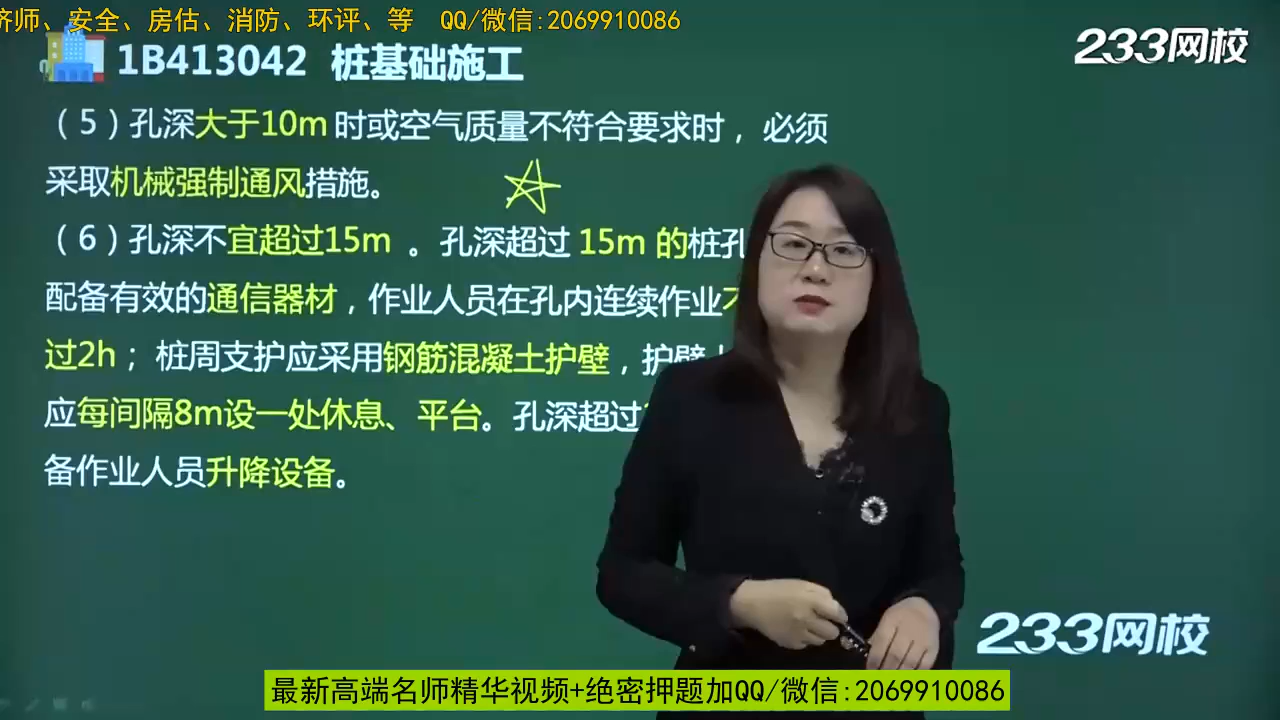 济师、安全、房估、消防、环评、等 QQ/微信:2069910086
1B413042 桩基础施工
233网校
（5）孔深大于10m 时或空气质量不符合要求时， 必须
采取机械强制通风措施。
（6）孔深不宜超过15m 。孔深超过 15m 的桩孔
配备有效的通信器材，作业人员在孔内连续作业
过2h； 桩周支护应采用钢筋混凝土护壁，护壁
应每间隔8m设一处休息、平台。孔深超过
备作业人员升降设备。
233网校
最新高端名师精华视频+绝密押题加QQ/微信:2069910086